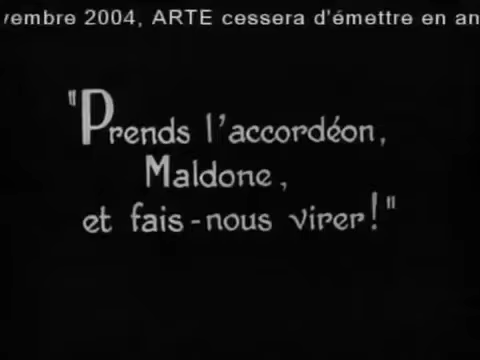 vembre 2004, ARTE cessera d'émettre en an
"Prends l'accordéon,
Maldone,
et fais-nous virer!"